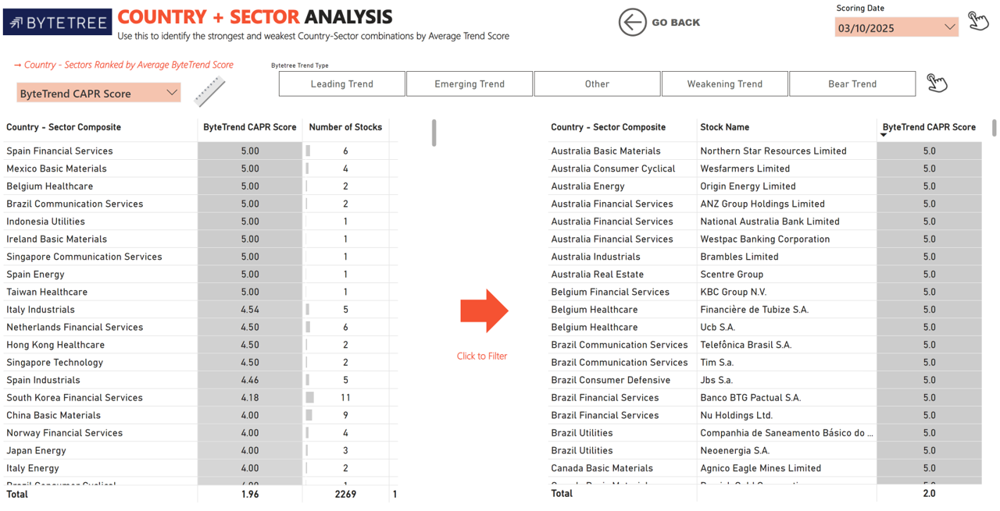 BYTETREE
COUNTRY + SECTOR ANALYSIS
Use this to identify the strongest and weakest Country-Sector combinations by Average Trend Score
GO BACK
Scoring Date
03/10/2025
→ Country - Sectors Ranked by Average ByteTrend Score
ByteTrend CAPR Score
Bytetree Trend Type
Leading Trend Emerging Trend Other Weakening Trend Bear Trend
Country - Sector Composite ByteTrend CAPR Score Number of Stocks
Spain Financial Services 5.00 6
Mexico Basic Materials 5.00 4
Belgium Healthcare 5.00 2
Brazil Communication Services 5.00 2
Indonesia Utilities 5.00 1
Ireland Basic Materials 5.00 1
Singapore Communication Services 5.00 1
Spain Energy 5.00 1
Taiwan Healthcare 5.00 1
Italy Industrials 4.54 5
Netherlands Financial Services 4.50 6
Hong Kong Healthcare 4.50 2
Singapore Technology 4.50 2
Spain Industrials 4.46 5
South Korea Financial Services 4.18 11
China Basic Materials 4.00 9
Norway Financial Services 4.00 4
Japan Energy 4.00 3
Italy Energy 4.00 2
Total 1.96 2269 1
Click to Filter
Country - Sector Composite Stock Name ByteTrend CAPR Score
Australia Basic Materials Northern Star Resources Limited 5.0
Australia Consumer Cyclical Wesfarmers Limited 5.0
Australia Energy Origin Energy Limited 5.0
Australia Financial Services ANZ Group Holdings Limited 5.0
Australia Financial Services National Australia Bank Limited 5.0
Australia Financial Services Westpac Banking Corporation 5.0
Australia Industrials Brambles Limited 5.0
Australia Real Estate Scentre Group 5.0
Belgium Financial Services KBC Group N.V. 5.0
Belgium Healthcare Financière de Tubize S.A. 5.0
Belgium Healthcare Ucb S.A. 5.0
Brazil Communication Services Telefônica Brasil S.A. 5.0
Brazil Communication Services Tim S.a. 5.0
Brazil Consumer Defensive Jbs S.a. 5.0
Brazil Financial Services Banco BTG Pactual S.A. 5.0
Brazil Financial Services Nu Holdings Ltd. 5.0
Brazil Utilities Companhia de Saneamento Básico do ... 5.0
Brazil Utilities Neoenergia S.A. 5.0
Canada Basic Materials Agnico Eagle Mines Limited 5.0
Total 2.0